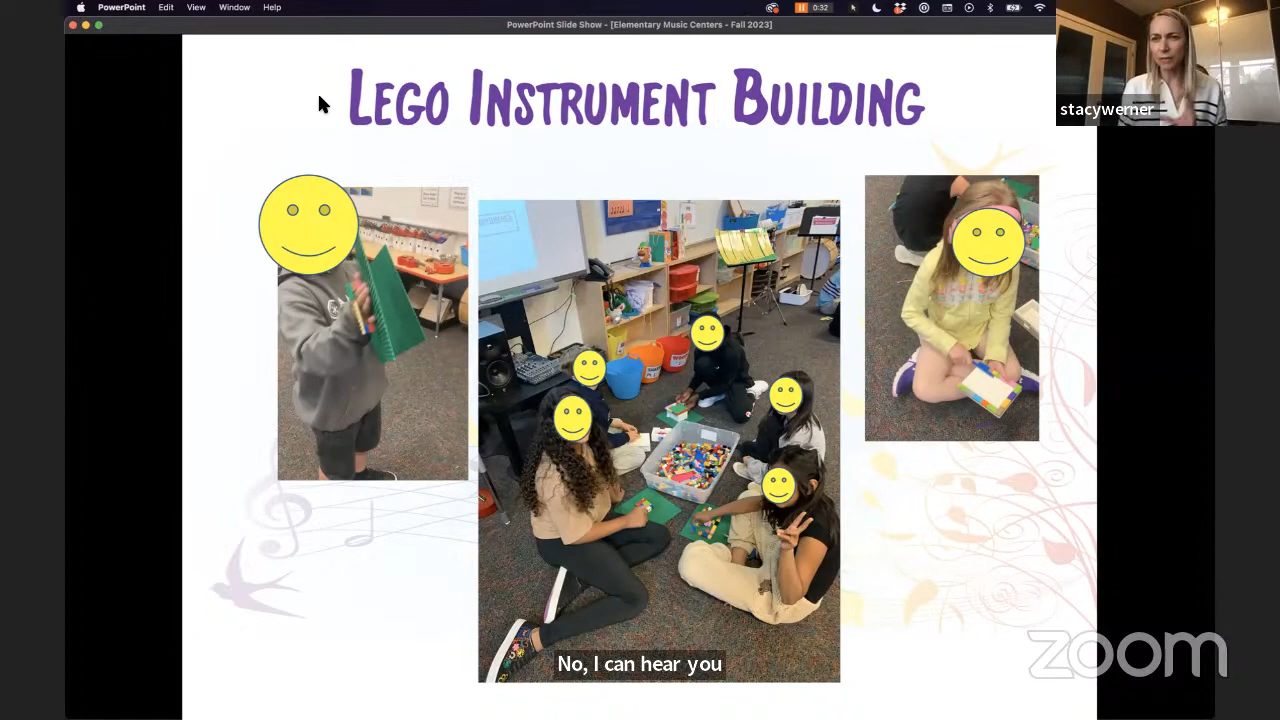 PowerPoint Edit View Window Help
0:32
PowerPoint Slide Show - [Elementary Music Centers - Fall 2023]
stacywerner
LEGO INSTRUMENT BUILDING
No, I can hear you
zoom